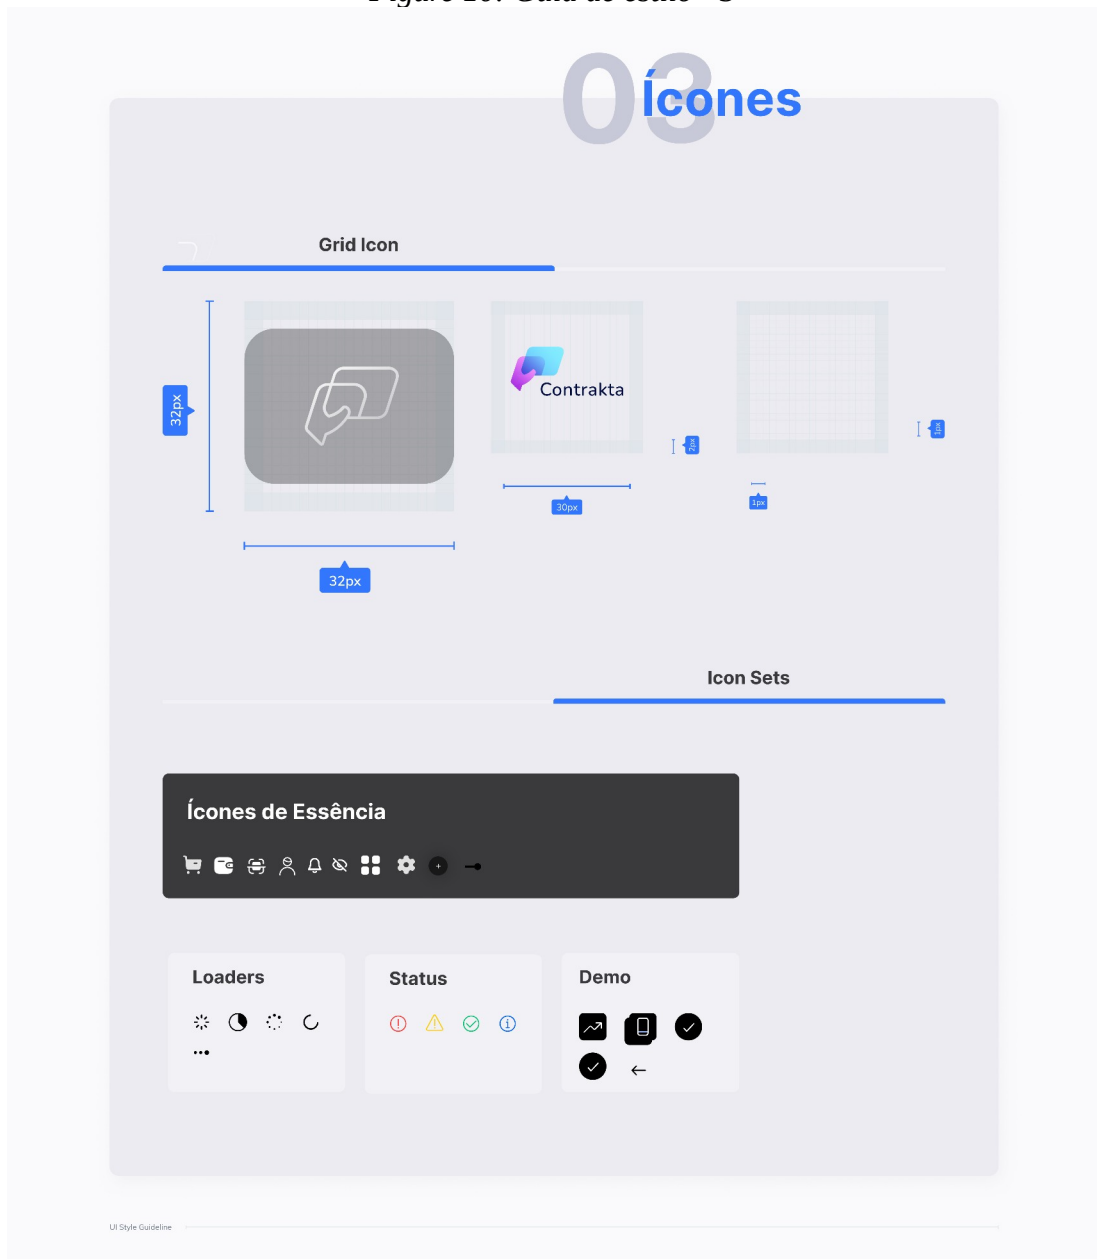 03
Ícones
Grid Icon
32px
Contrakta
2px
1px
30px
1px
32px
Icon Sets
Ícones de Essência
Loaders
Status
Demo
UI Style Guideline